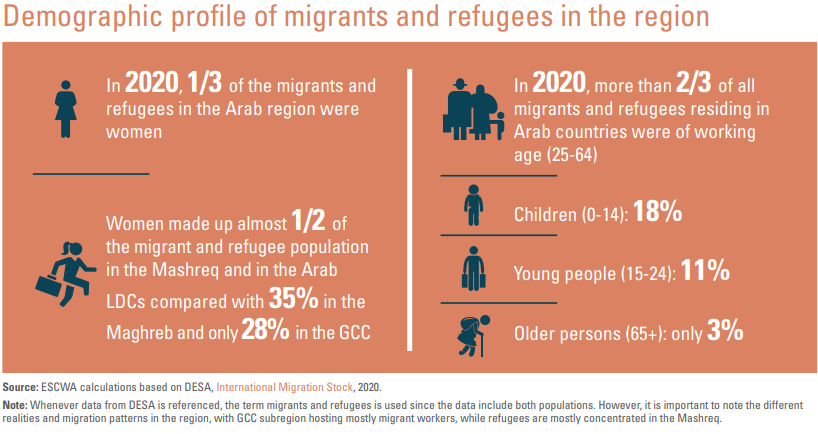 Demographic profile of migrants and refugees in the region
In 2020, 1/3 of the migrants and
refugees in the Arab region were
women
Women made up almost 1/2 of
the migrant and refugee population
in the Mashreq and in the Arab
LDCs compared with 35% in the
Maghreb and only 28% in the GCC
In 2020, more than 2/3 of all
migrants and refugees residing in
Arab countries were of working
age (25-64)
Children (0-14): 18%
Young people (15-24): 11%
Older persons (65+): only 3%
Source: ESCWA calculations based on DESA, International Migration Stock, 2020.
Note: Whenever data from DESA is referenced, the term migrants and refugees is used since the data include both populations. However, it is important to note the different
realities and migration patterns in the region, with GCC subregion hosting mostly migrant workers, while refugees are mostly concentrated in the Mashreq.